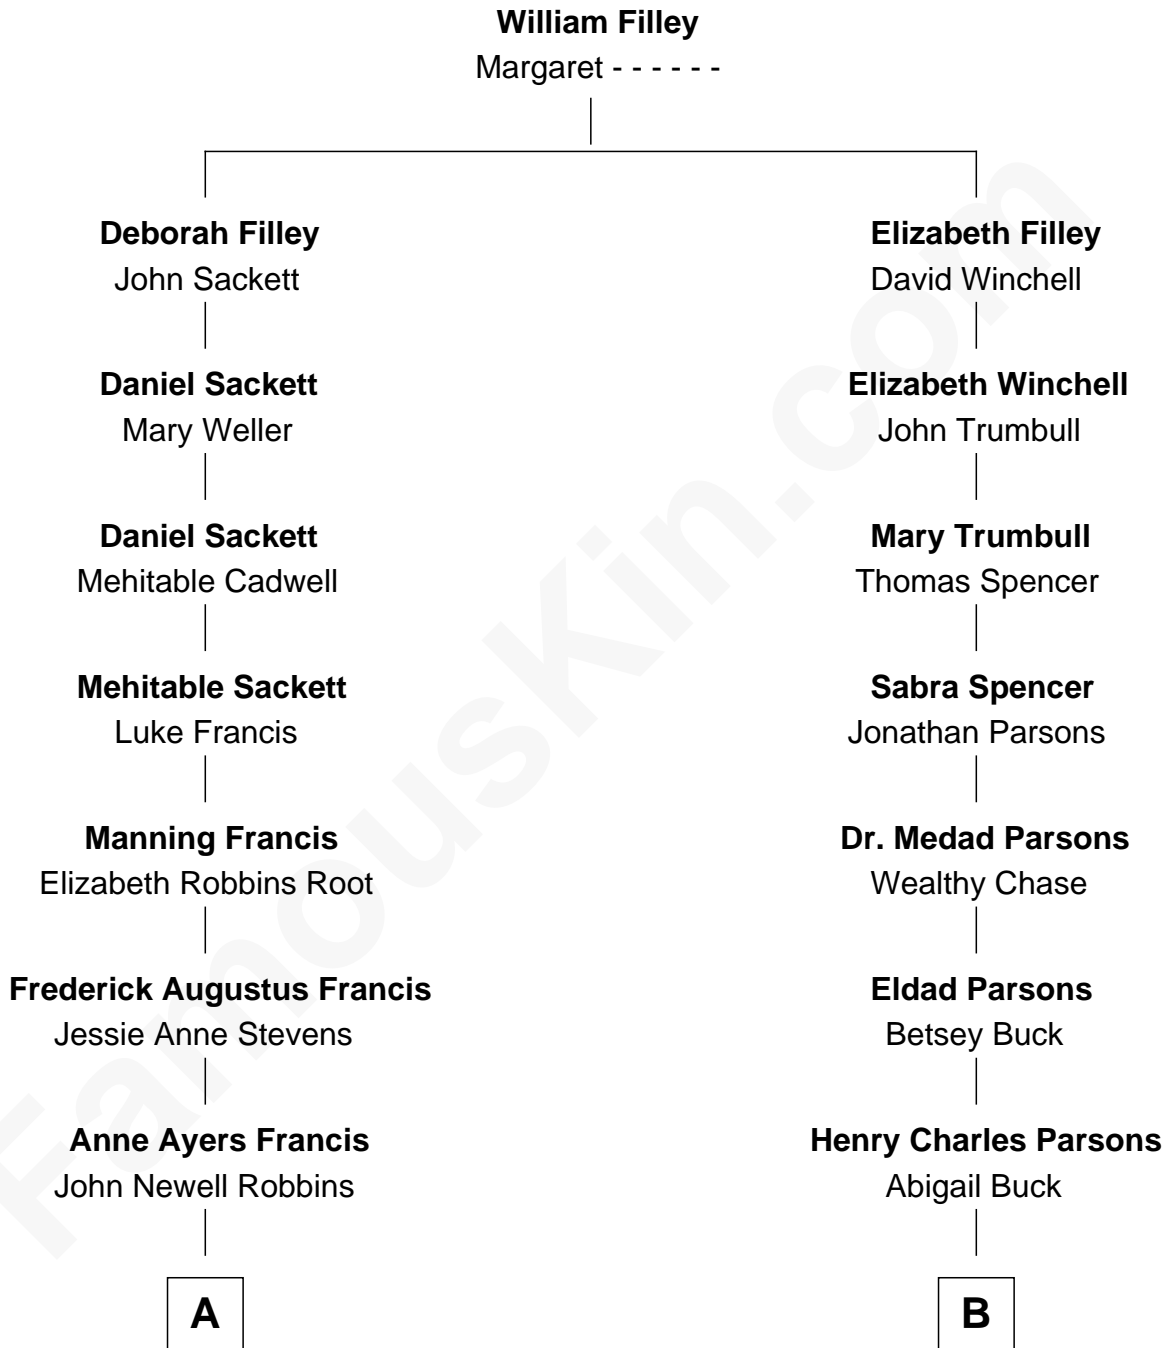 William Filley
Margaret - - - - - -
Deborah Filley
John Sackett
Elizabeth Filley
David Winchell
Daniel Sackett
Mary Weller
Elizabeth Winchell
John Trumbull
Daniel Sackett
Mehitable Cadwell
Mary Trumbull
Thomas Spencer
Mehitable Sackett
Luke Francis
Sabra Spencer
Jonathan Parsons
Manning Francis
Elizabeth Robbins Root
Dr. Medad Parsons
Wealthy Chase
Frederick Augustus Francis
Jessie Anne Stevens
Eldad Parsons
Betsey Buck
Anne Ayers Francis
John Newell Robbins
Henry Charles Parsons
Abigail Buck
A
B
FamousKin.com